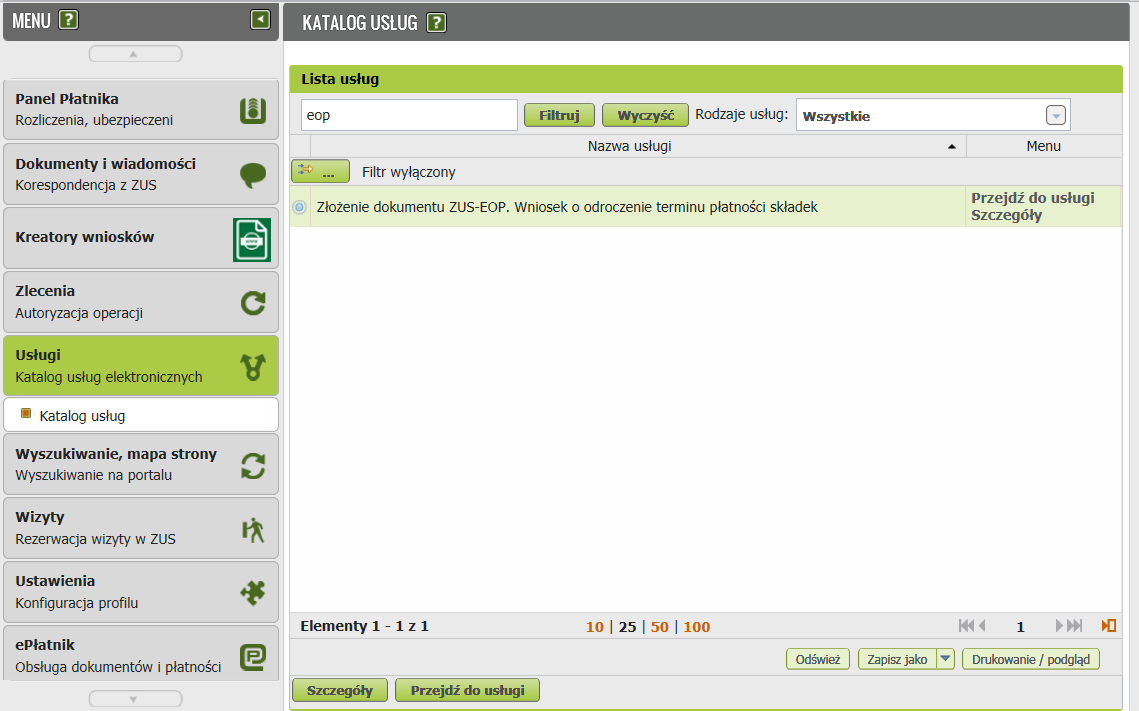 MENU ?
KATALOG USŁUG ?
Panel Płatnika
Rozliczenia, ubezpieczeni
Dokumenty i wiadomości
Korespondencja z ZUS
Kreatory wniosków
Zlecenia
Autoryzacja operacji
Usługi
Katalog usług elektronicznych
Katalog usług
Wyszukiwanie, mapa strony
Wyszukiwanie na portalu
Wizyty
Rezerwacja wizyty w ZUS
Ustawienia
Konfiguracja profilu
ePłatnik
Obsługa dokumentów i płatności
Lista usług
eop Filtruj Wyczyść Rodzaje usług: Wszystkie
Nazwa usługi Menu
... Filtr wyłączony
Złożenie dokumentu ZUS-EOP. Wniosek o odroczenie terminu płatności składek Przejdź do usługi
Szczegóły
Elementy 1 - 1 z 1 10 | 25 | 50 | 100 1
Odśwież Zapisz jako Drukowanie / podgląd
Szczegóły Przejdź do usługi